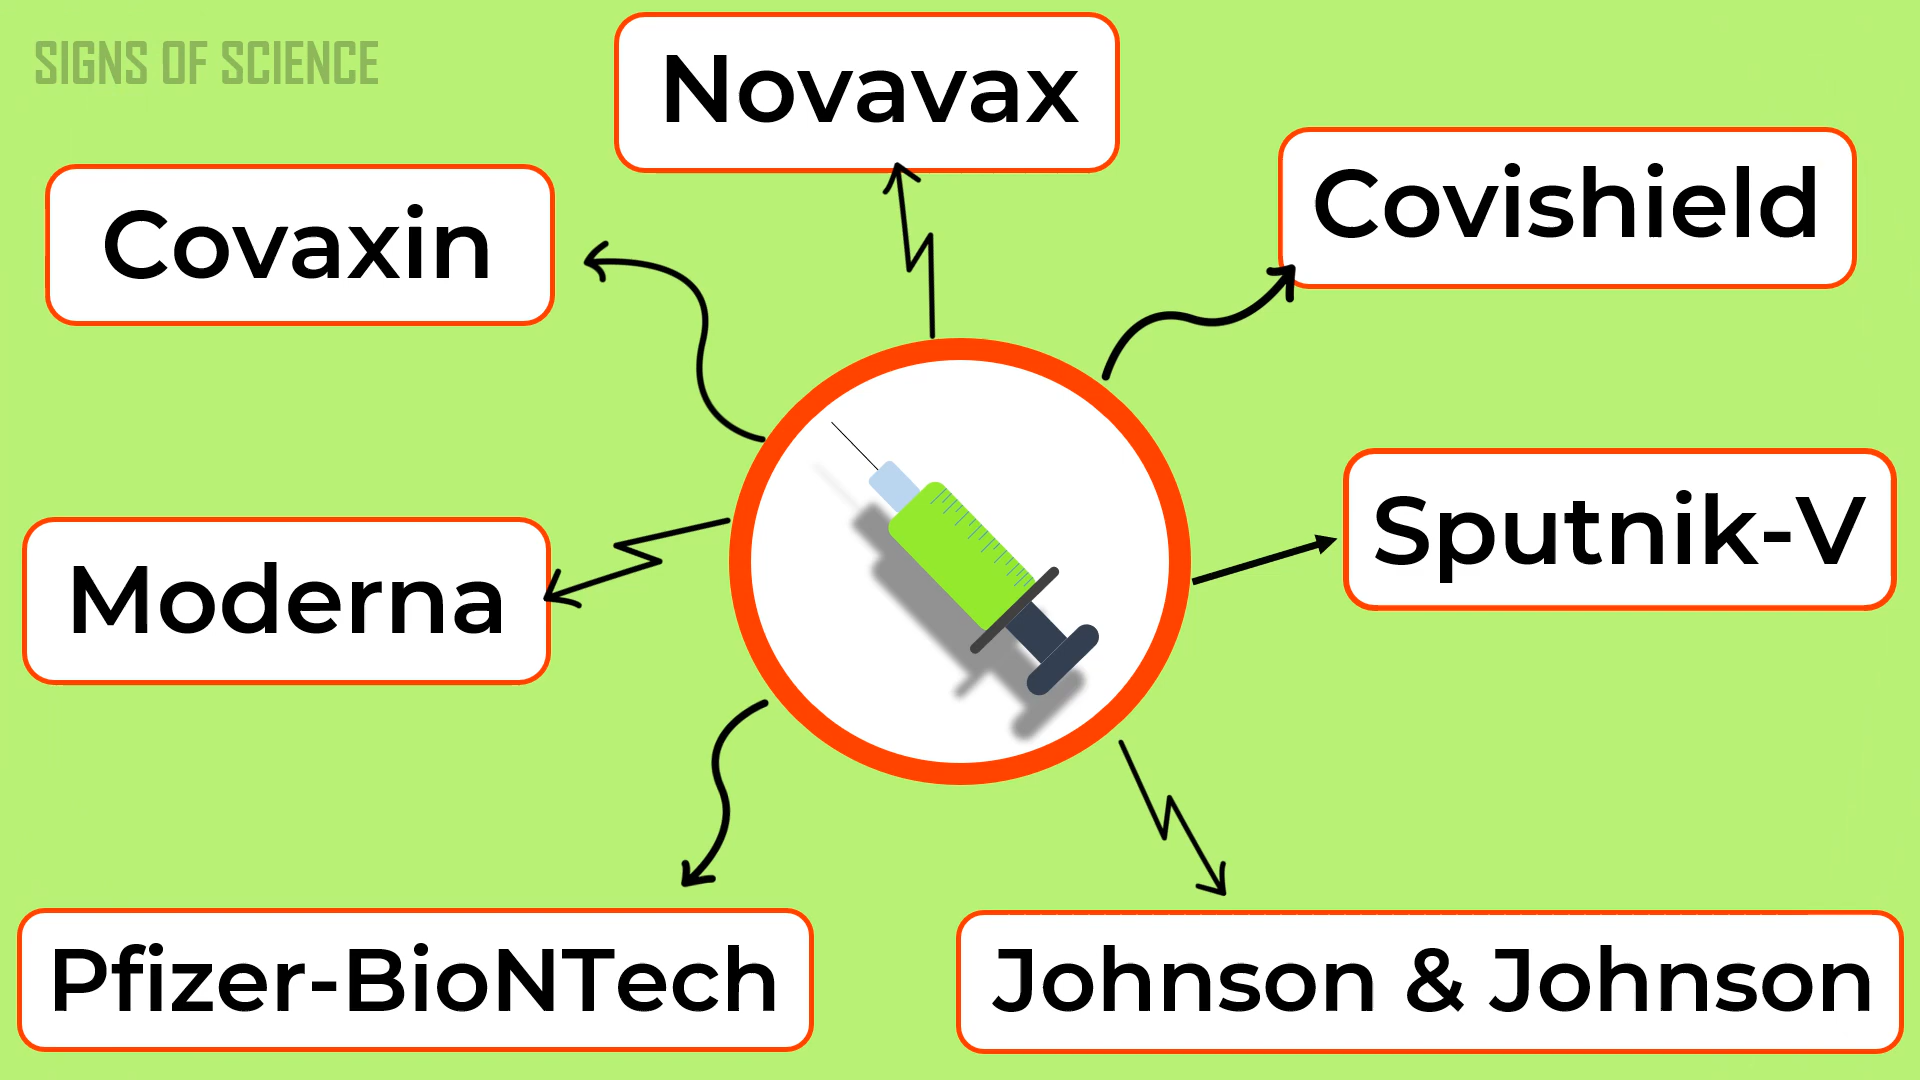 SIGNS OF SCIENCE
Novavax
Covishield
Covaxin
Sputnik-V
Moderna
Pfizer-BioNTech
Johnson & Johnson